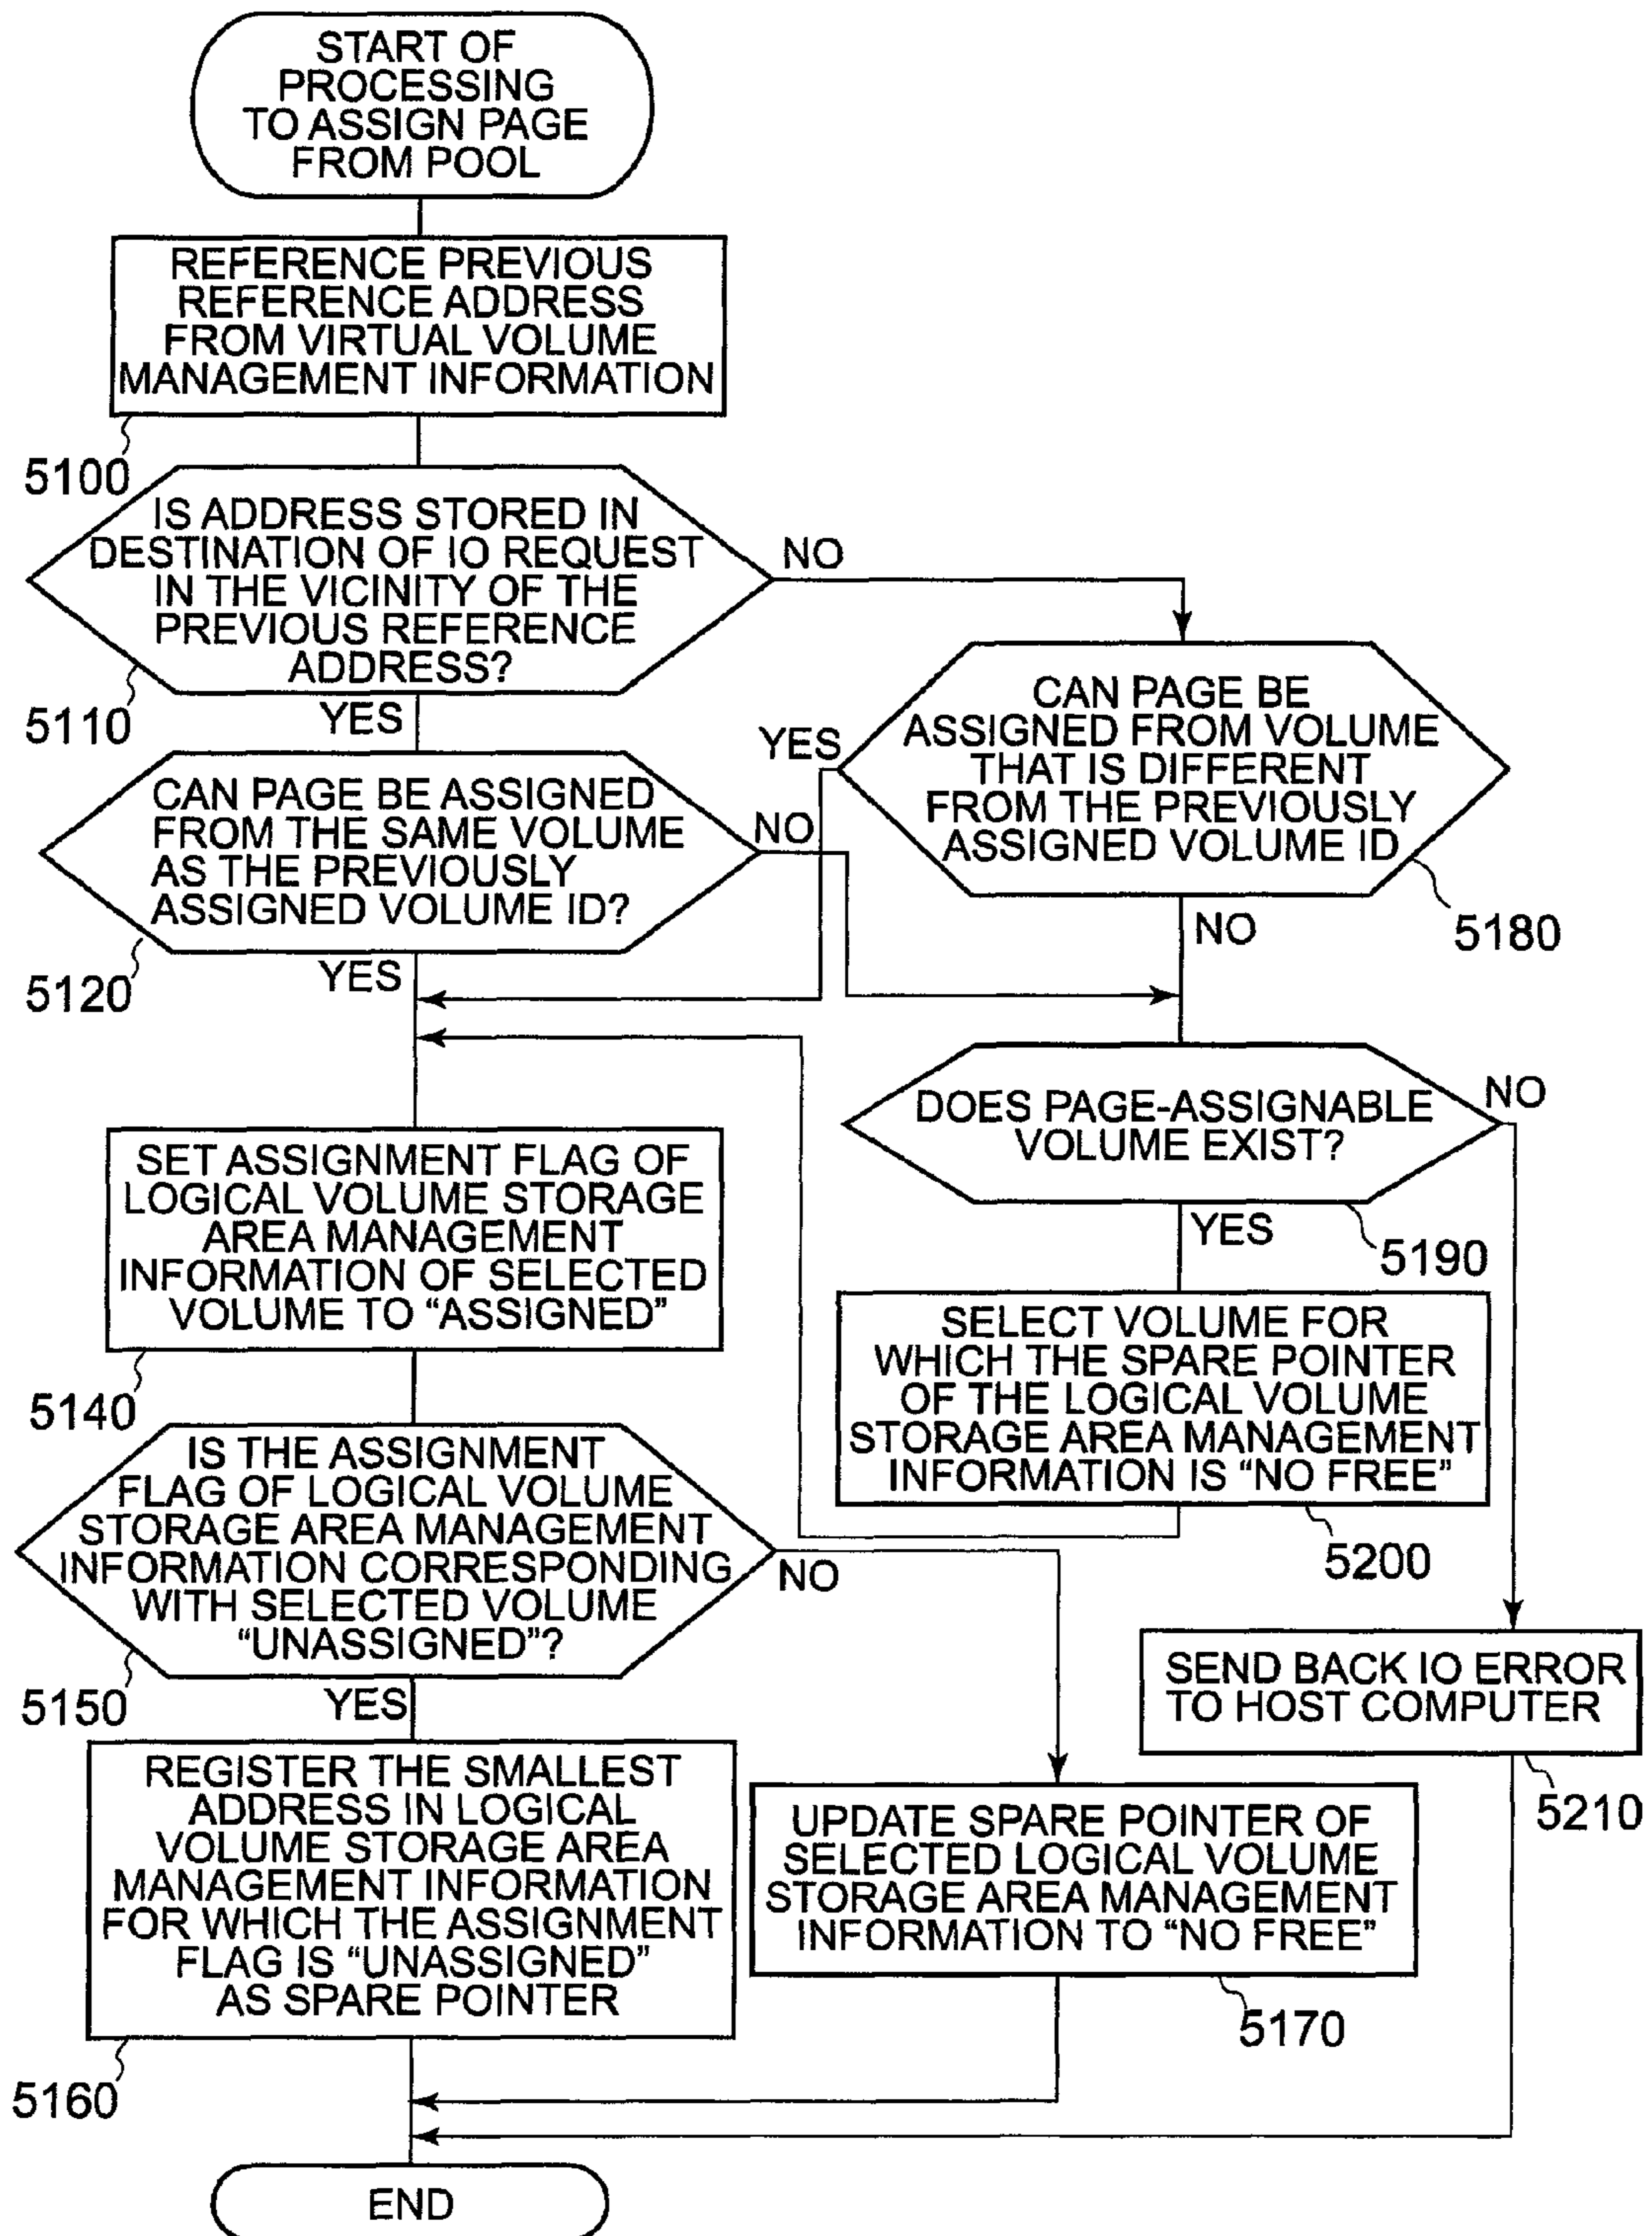 START OF
PROCESSING
TO ASSIGN PAGE
FROM POOL
REFERENCE PREVIOUS
REFERENCE ADDRESS
FROM VIRTUAL VOLUME
MANAGEMENT INFORMATION
5100
IS ADDRESS STORED IN
DESTINATION OF IO REQUEST
IN THE VICINITY OF THE
PREVIOUS REFERENCE
ADDRESS?
NO
5110
YES
CAN PAGE BE ASSIGNED
FROM THE SAME VOLUME
AS THE PREVIOUSLY
ASSIGNED VOLUME ID?
NO
5120
YES
CAN PAGE BE
ASSIGNED FROM VOLUME
THAT IS DIFFERENT
FROM THE PREVIOUSLY
ASSIGNED VOLUME ID
YES
NO
5180
DOES PAGE-ASSIGNABLE
VOLUME EXIST?
NO
YES
5190
SET ASSIGNMENT FLAG OF
LOGICAL VOLUME STORAGE
AREA MANAGEMENT
INFORMATION OF SELECTED
VOLUME TO “ASSIGNED”
5140
SELECT VOLUME FOR
WHICH THE SPARE POINTER
OF THE LOGICAL VOLUME
STORAGE AREA MANAGEMENT
INFORMATION IS “NO FREE”
5200
IS THE ASSIGNMENT
FLAG OF LOGICAL VOLUME
STORAGE AREA MANAGEMENT
INFORMATION CORRESPONDING
WITH SELECTED VOLUME
“UNASSIGNED”?
NO
5150
YES
SEND BACK IO ERROR
TO HOST COMPUTER
5210
REGISTER THE SMALLEST
ADDRESS IN LOGICAL
VOLUME STORAGE AREA
MANAGEMENT INFORMATION
FOR WHICH THE ASSIGNMENT
FLAG IS “UNASSIGNED”
AS SPARE POINTER
5160
UPDATE SPARE POINTER OF
SELECTED LOGICAL VOLUME
STORAGE AREA MANAGEMENT
INFORMATION TO “NO FREE”
5170
END